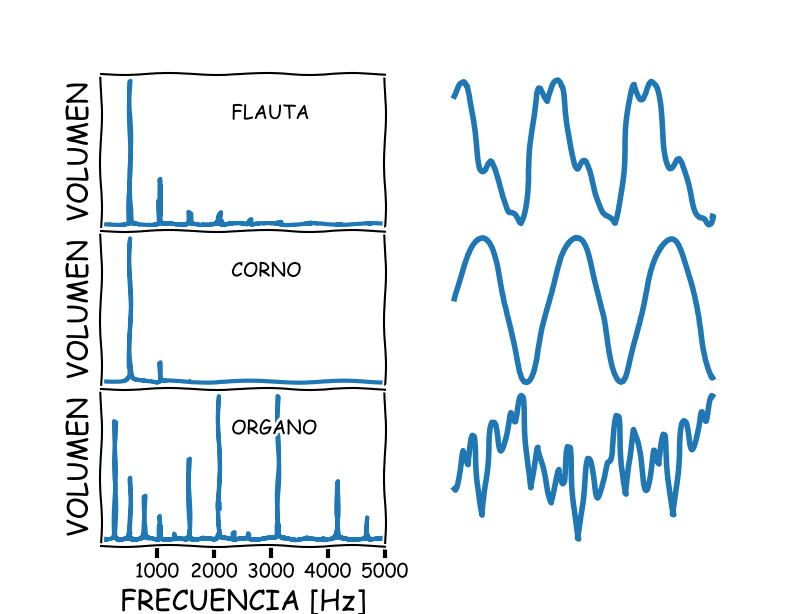 VOLUMEN
FLAUTA
VOLUMEN
CORNO
VOLUMEN
ORGANO
1000 2000 3000 4000 5000
FRECUENCIA [Hz]